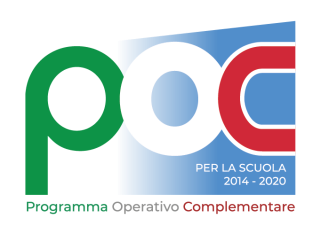 poc
PER LA SCUOLA
2014 - 2020
Programma Operativo Complementare